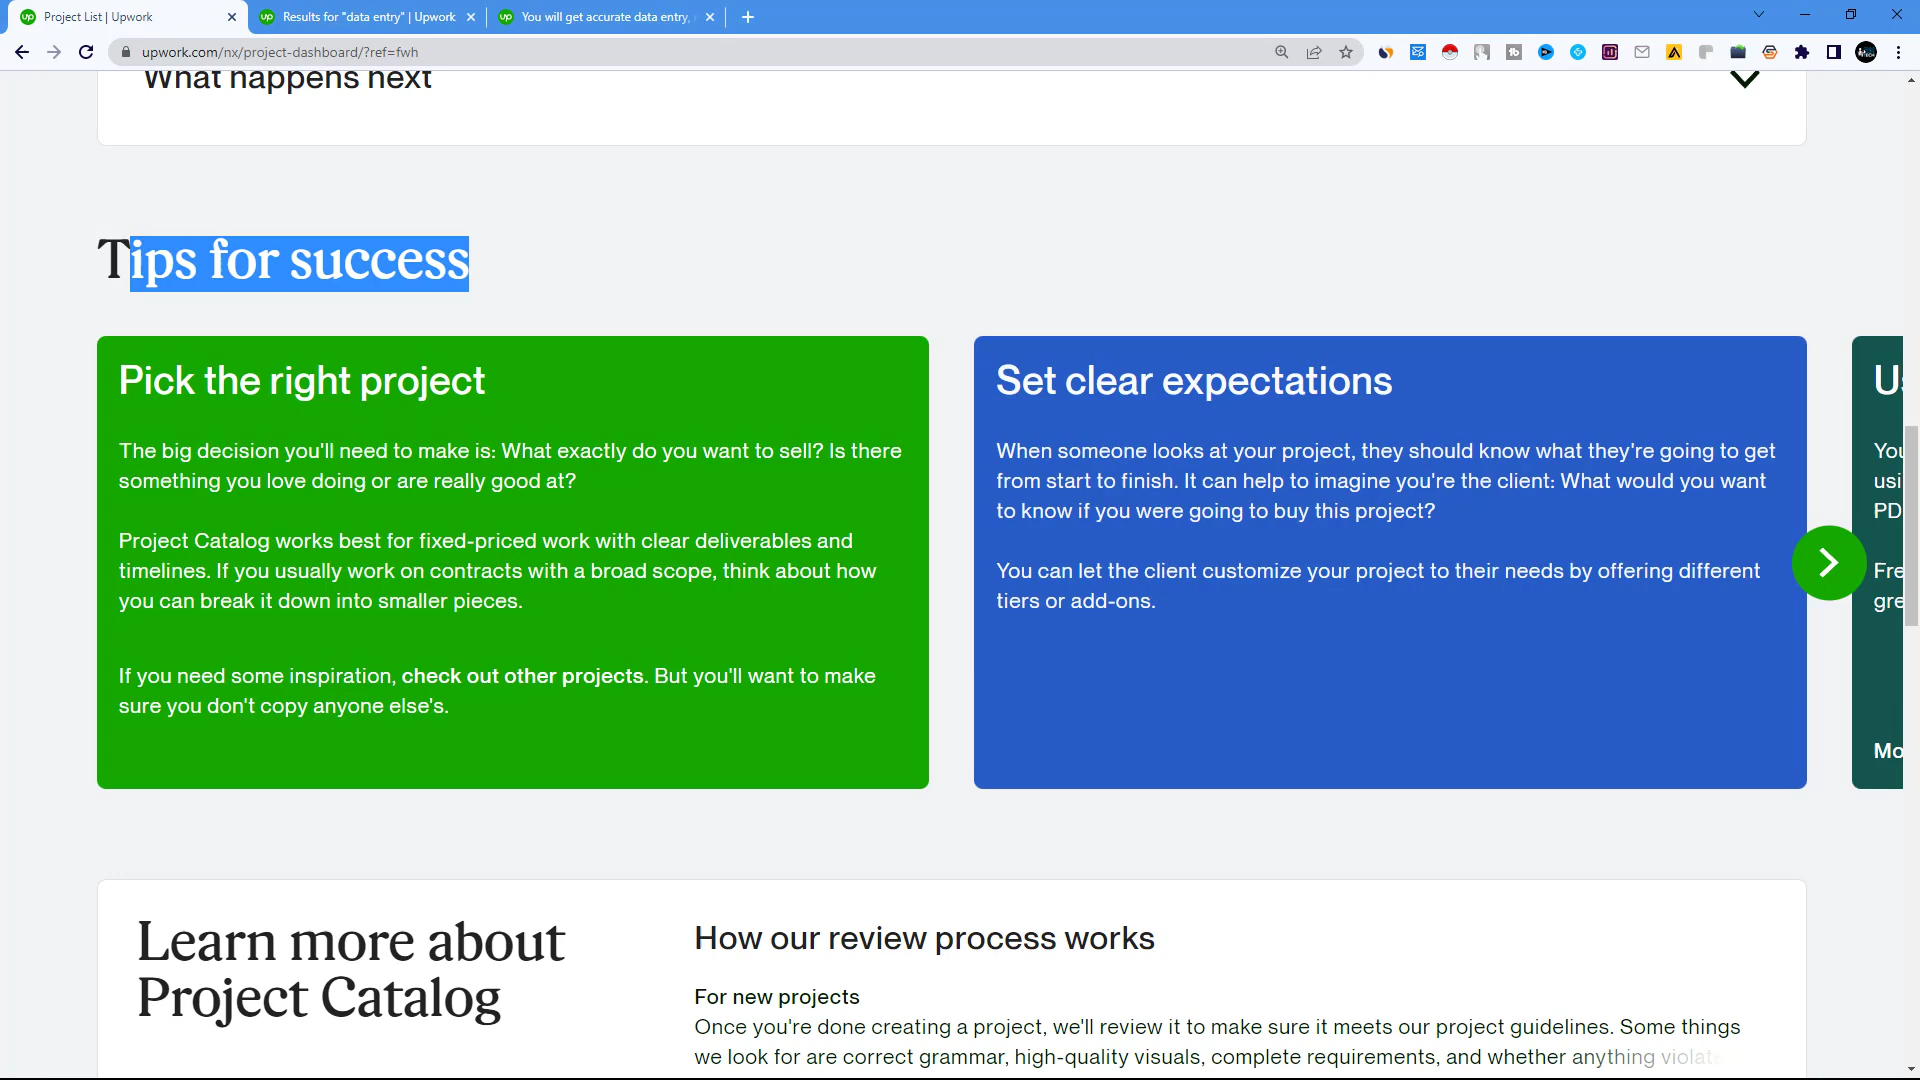 Project List | Upwork
Results for "data entry" | Upwork
You will get accurate data entry,
upwork.com/nx/project-dashboard/?ref=fwh
What happens next
Tips for success
Pick the right project
The big decision you'll need to make is: What exactly do you want to sell? Is there
something you love doing or are really good at?
Project Catalog works best for fixed-priced work with clear deliverables and
timelines. If you usually work on contracts with a broad scope, think about how
you can break it down into smaller pieces.
If you need some inspiration, check out other projects. But you'll want to make
sure you don't copy anyone else's.
Set clear expectations
When someone looks at your project, they should know what they're going to get
from start to finish. It can help to imagine you're the client: What would you want
to know if you were going to buy this project?
You can let the client customize your project to their needs by offering different
tiers or add-ons.
Us
You
usi
PD
Fre
gre
Mo
Learn more about
Project Catalog
How our review process works
For new projects
Once you're done creating a project, we'll review it to make sure it meets our project guidelines. Some things
we look for are correct grammar, high-quality visuals, complete requirements, and whether anything violat